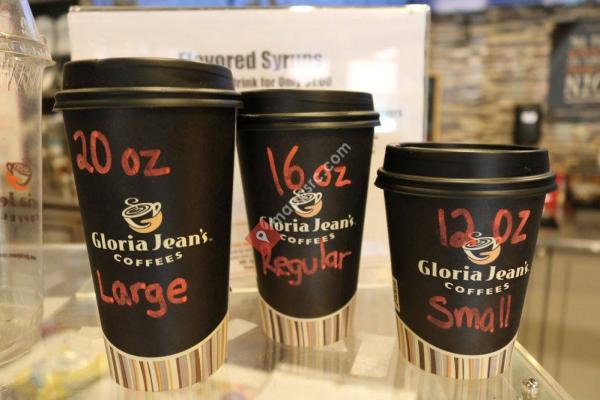 Flavored Syrups
20 oz
Gloria Jean's
COFFEES
Large
16 oz
Gloria Jean's
COFFEES
Regular
12 oz
Gloria Jean's
COFFEES
Small